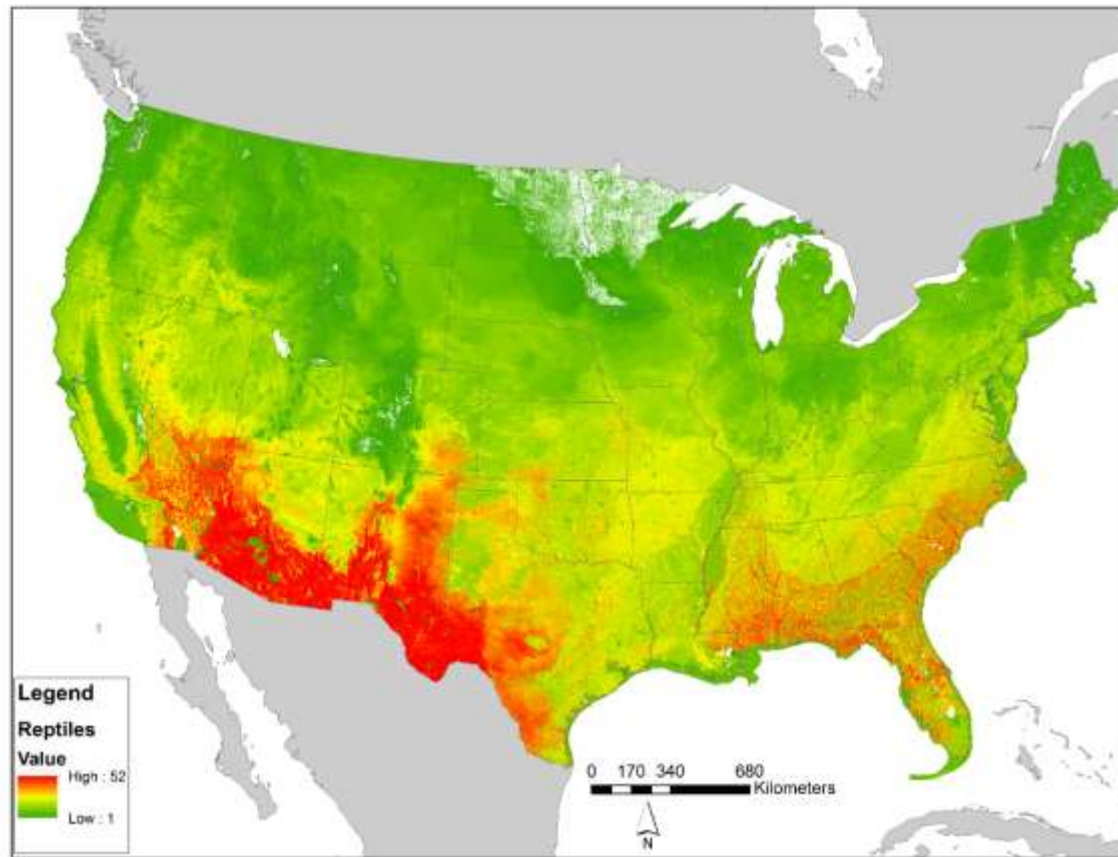 Legend
Reptiles
Value
High : 52
Low : 1
0 170 340 680
Kilometers
N